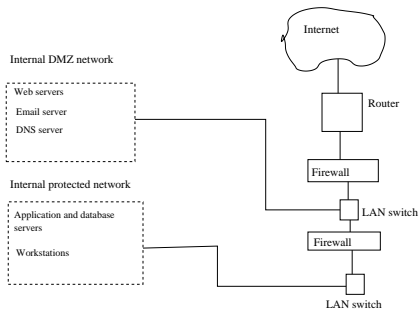 Internet
Internal DMZ network
Web servers
Email server
DNS server
Router
Firewall
Internal protected network
LAN switch
Application and database
servers
Firewall
Workstations
LAN switch